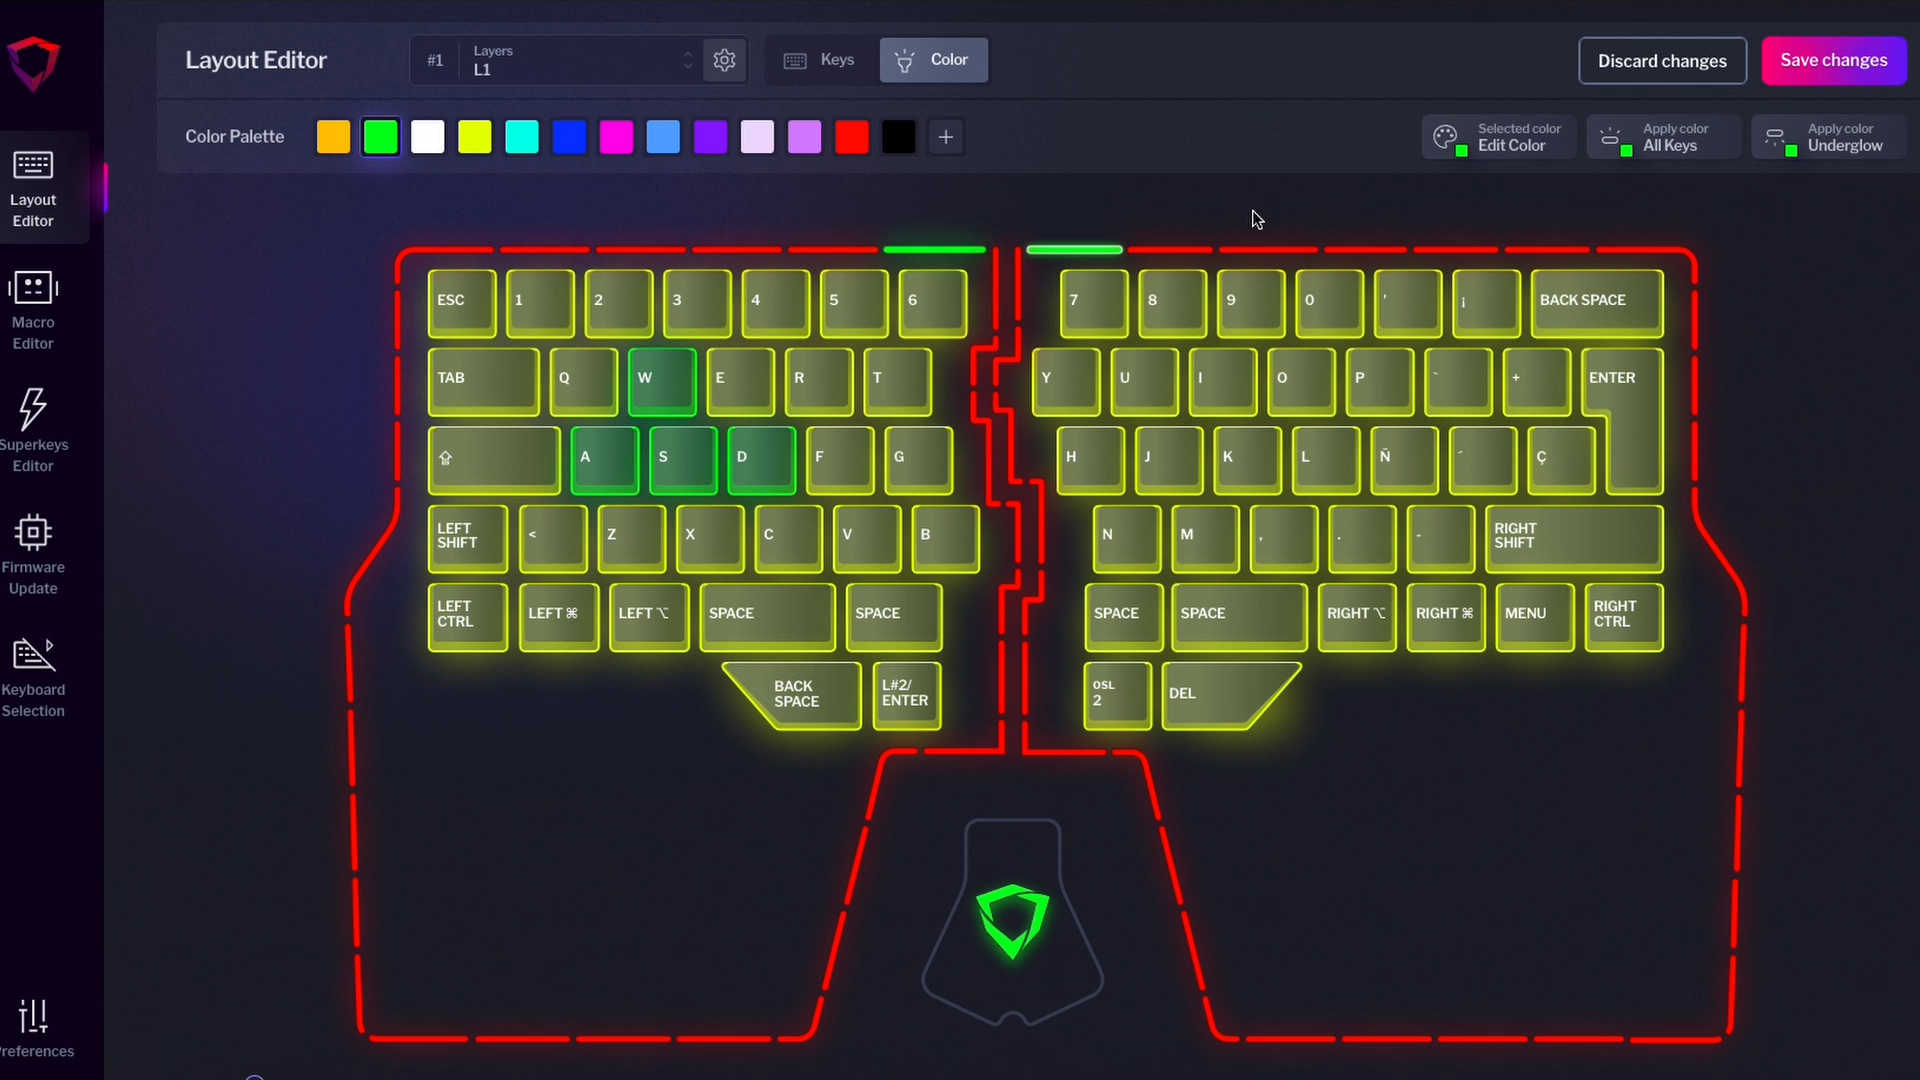 Layout Editor
#1
Layers
L1
Keys
Color
Discard changes
Save changes
Color Palette
+
Selected color
Edit Color
Apply color
All Keys
Apply color
Underglow
Layout
Editor
Macro
Editor
Superkeys
Editor
Firmware
Update
Keyboard
Selection
Preferences
ESC 1 2 3 4 5 6 7 8 9 0 ' ¡ BACK SPACE
TAB Q W E R T Y U I O P ` + ENTER
⇪ A S D F G H J K L Ñ ´ Ç
LEFT
SHIFT
< Z X C V B N M , . -
RIGHT
SHIFT
LEFT
CTRL
LEFT ⌘ LEFT ⌥ SPACE SPACE SPACE SPACE RIGHT ⌥ RIGHT ⌘ MENU
RIGHT
CTRL
BACK
SPACE
L#2/
ENTER
OSL
2
DEL